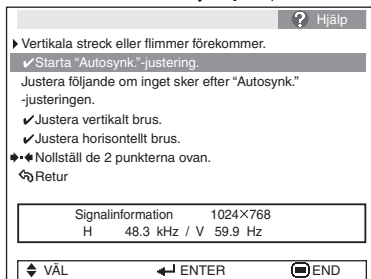 ? Hjälp
Vertikala streck eller flimmer förekommer.
✔Starta "Autosynk."-justering.
Justera följande om inget sker efter "Autosynk."
-justeringen.
✔Justera vertikalt brus.
✔Justera horisontellt brus.
Nollställ de 2 punkterna ovan.
Retur
Signalinformation 1024×768
H 48.3 kHz / V 59.9 Hz
VÄL ENTER END